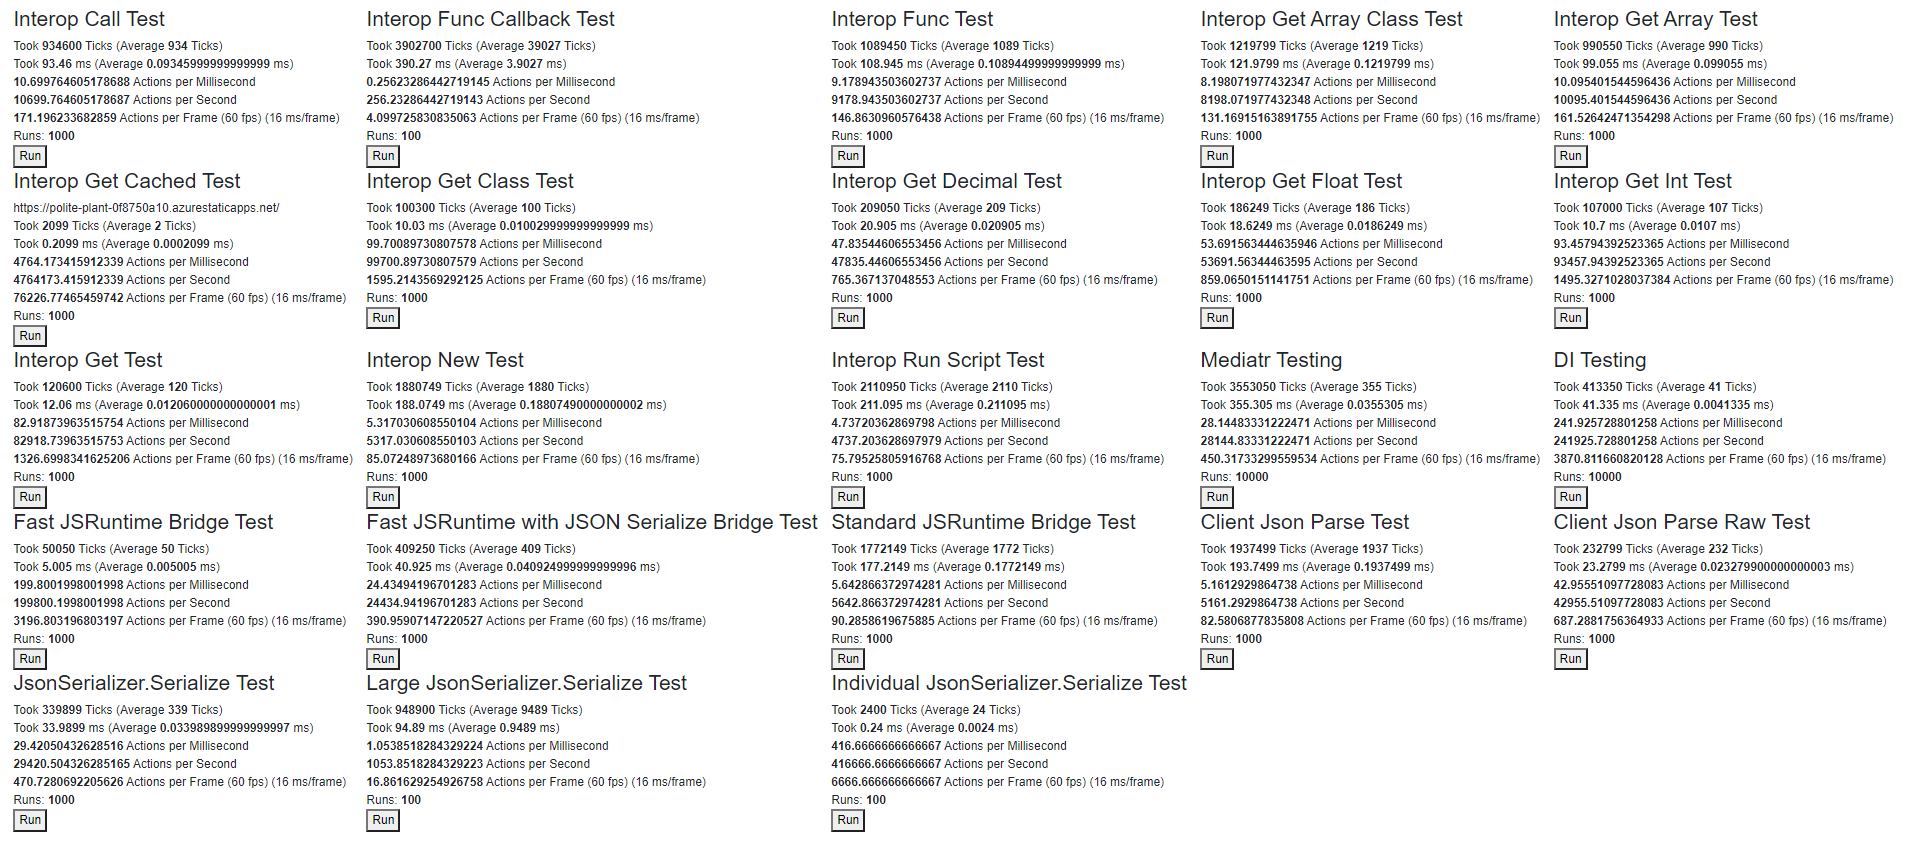 Interop Call Test
Took 934600 Ticks (Average 934 Ticks)
Took 93.46 ms (Average 0.09345999999999999 ms)
10.699764605178688 Actions per Millisecond
10699.764605178687 Actions per Second
171.196233682859 Actions per Frame (60 fps) (16 ms/frame)
Runs: 1000
Run
Interop Func Callback Test
Took 3902700 Ticks (Average 39027 Ticks)
Took 390.27 ms (Average 3.9027 ms)
0.25623286442719145 Actions per Millisecond
256.23286442719143 Actions per Second
4.099725830835063 Actions per Frame (60 fps) (16 ms/frame)
Runs: 100
Run
Interop Func Test
Took 1089450 Ticks (Average 1089 Ticks)
Took 108.945 ms (Average 0.10894499999999999 ms)
9.178943503602737 Actions per Millisecond
9178.943503602737 Actions per Second
146.8630960576438 Actions per Frame (60 fps) (16 ms/frame)
Runs: 1000
Run
Interop Get Array Class Test
Took 1219799 Ticks (Average 1219 Ticks)
Took 121.9799 ms (Average 0.1219799 ms)
8.198071977432347 Actions per Millisecond
8198.071977432348 Actions per Second
131.16915163891755 Actions per Frame (60 fps) (16 ms/frame)
Runs: 1000
Run
Interop Get Array Test
Took 990550 Ticks (Average 990 Ticks)
Took 99.055 ms (Average 0.099055 ms)
10.095401544596436 Actions per Millisecond
10095.401544596436 Actions per Second
161.52642471354298 Actions per Frame (60 fps) (16 ms/frame)
Runs: 1000
Run
Interop Get Cached Test
https://polite-plant-0f8750a10.azurestaticapps.net/
Took 2099 Ticks (Average 2 Ticks)
Took 0.2099 ms (Average 0.0002099 ms)
4764.173415912339 Actions per Millisecond
4764173.415912339 Actions per Second
76226.77465459742 Actions per Frame (60 fps) (16 ms/frame)
Runs: 1000
Run
Interop Get Class Test
Took 100300 Ticks (Average 100 Ticks)
Took 10.03 ms (Average 0.010029999999999999 ms)
99.70089730807578 Actions per Millisecond
99700.89730807579 Actions per Second
1595.2143569292125 Actions per Frame (60 fps) (16 ms/frame)
Runs: 1000
Run
Interop Get Decimal Test
Took 209050 Ticks (Average 209 Ticks)
Took 20.905 ms (Average 0.020905 ms)
47.83544606553456 Actions per Millisecond
47835.44606553456 Actions per Second
765.367137048553 Actions per Frame (60 fps) (16 ms/frame)
Runs: 1000
Run
Interop Get Float Test
Took 186249 Ticks (Average 186 Ticks)
Took 18.6249 ms (Average 0.0186249 ms)
53.691563444635946 Actions per Millisecond
53691.56344463595 Actions per Second
859.0650151141751 Actions per Frame (60 fps) (16 ms/frame)
Runs: 1000
Run
Interop Get Int Test
Took 107000 Ticks (Average 107 Ticks)
Took 10.7 ms (Average 0.0107 ms)
93.45794392523365 Actions per Millisecond
93457.94392523365 Actions per Second
1495.3271028037384 Actions per Frame (60 fps) (16 ms/frame)
Runs: 1000
Run
Interop Get Test
Took 120600 Ticks (Average 120 Ticks)
Took 12.06 ms (Average 0.012060000000000001 ms)
82.91873963515754 Actions per Millisecond
82918.73963515753 Actions per Second
1326.6998341625206 Actions per Frame (60 fps) (16 ms/frame)
Runs: 1000
Run
Interop New Test
Took 1880749 Ticks (Average 1880 Ticks)
Took 188.0749 ms (Average 0.18807490000000002 ms)
5.317030608550104 Actions per Millisecond
5317.030608550103 Actions per Second
85.07248973680166 Actions per Frame (60 fps) (16 ms/frame)
Runs: 1000
Run
Interop Run Script Test
Took 2110950 Ticks (Average 2110 Ticks)
Took 211.095 ms (Average 0.211095 ms)
4.73720362869798 Actions per Millisecond
4737.203628697979 Actions per Second
75.79525805916768 Actions per Frame (60 fps) (16 ms/frame)
Runs: 1000
Run
Mediatr Testing
Took 3553050 Ticks (Average 355 Ticks)
Took 355.305 ms (Average 0.0355305 ms)
28.14483331222471 Actions per Millisecond
28144.83331222471 Actions per Second
450.31733299559534 Actions per Frame (60 fps) (16 ms/frame)
Runs: 10000
Run
DI Testing
Took 413350 Ticks (Average 41 Ticks)
Took 41.335 ms (Average 0.0041335 ms)
241.925728801258 Actions per Millisecond
241925.728801258 Actions per Second
3870.811660820128 Actions per Frame (60 fps) (16 ms/frame)
Runs: 10000
Run
Fast JSRuntime Bridge Test
Took 50050 Ticks (Average 50 Ticks)
Took 5.005 ms (Average 0.005005 ms)
199.8001998001998 Actions per Millisecond
199800.1998001998 Actions per Second
3196.803196803197 Actions per Frame (60 fps) (16 ms/frame)
Runs: 1000
Run
Fast JSRuntime with JSON Serialize Bridge Test
Took 409250 Ticks (Average 409 Ticks)
Took 40.925 ms (Average 0.040924999999999996 ms)
24.43494196701283 Actions per Millisecond
24434.94196701283 Actions per Second
390.95907147220527 Actions per Frame (60 fps) (16 ms/frame)
Runs: 1000
Run
Standard JSRuntime Bridge Test
Took 1772149 Ticks (Average 1772 Ticks)
Took 177.2149 ms (Average 0.1772149 ms)
5.642866372974281 Actions per Millisecond
5642.866372974281 Actions per Second
90.2858619675885 Actions per Frame (60 fps) (16 ms/frame)
Runs: 1000
Run
Client Json Parse Test
Took 1937499 Ticks (Average 1937 Ticks)
Took 193.7499 ms (Average 0.1937499 ms)
5.1612929864738 Actions per Millisecond
5161.2929864738 Actions per Second
82.5806877835808 Actions per Frame (60 fps) (16 ms/frame)
Runs: 1000
Run
Client Json Parse Raw Test
Took 232799 Ticks (Average 232 Ticks)
Took 23.2799 ms (Average 0.023279900000000003 ms)
42.95551097728083 Actions per Millisecond
42955.51097728083 Actions per Second
687.2881756364933 Actions per Frame (60 fps) (16 ms/frame)
Runs: 1000
Run
JsonSerializer.Serialize Test
Took 339899 Ticks (Average 339 Ticks)
Took 33.9899 ms (Average 0.033989899999999997 ms)
29.42050432628516 Actions per Millisecond
29420.504326285165 Actions per Second
470.7280692205626 Actions per Frame (60 fps) (16 ms/frame)
Runs: 1000
Run
Large JsonSerializer.Serialize Test
Took 948900 Ticks (Average 9489 Ticks)
Took 94.89 ms (Average 0.9489 ms)
1.0538518284329224 Actions per Millisecond
1053.8518284329223 Actions per Second
16.861629254926758 Actions per Frame (60 fps) (16 ms/frame)
Runs: 100
Run
Individual JsonSerializer.Serialize Test
Took 2400 Ticks (Average 24 Ticks)
Took 0.24 ms (Average 0.0024 ms)
416.6666666666667 Actions per Millisecond
416666.6666666667 Actions per Second
6666.666666666667 Actions per Frame (60 fps) (16 ms/frame)
Runs: 100
Run